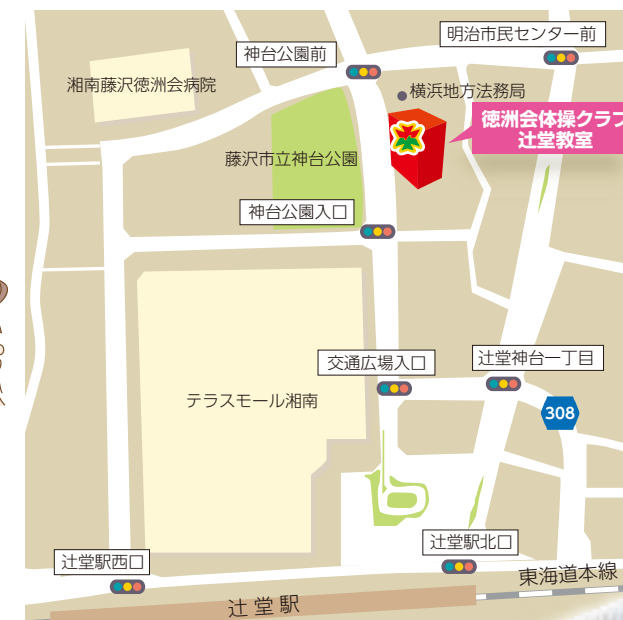 明治市民センター前
神台公園前
湘南藤沢徳洲会病院
横浜地方法務局
徳洲会体操クラブ
辻堂教室
藤沢市立神台公園
神台公園入口
交通広場入口
辻堂神台一丁目
テラスモール湘南
308
辻堂駅北口
辻堂駅西口
東海道本線
辻堂駅